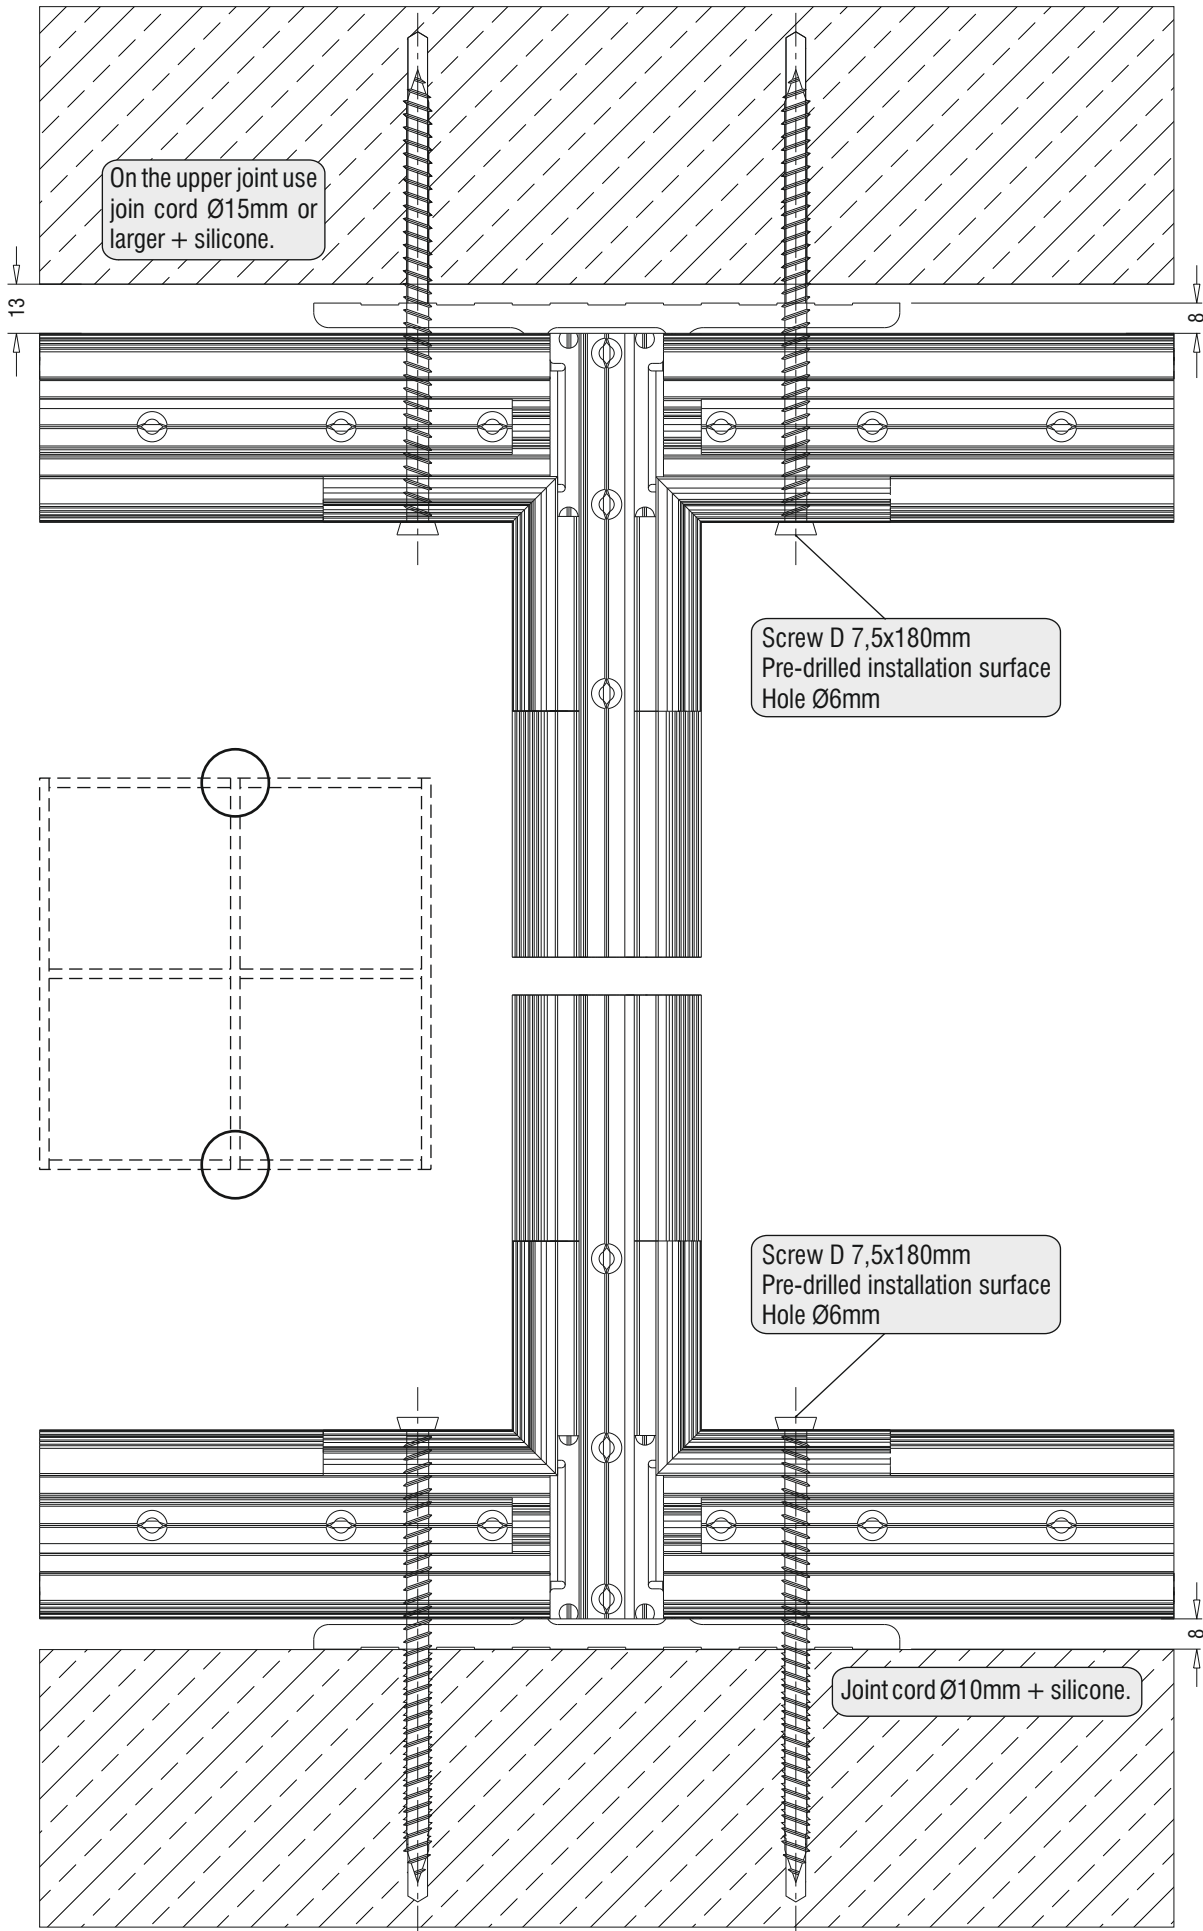 On the upper joint use
join cord Ø15mm or
larger + silicone.
13
8
Screw D 7,5x180mm
Pre-drilled installation surface
Hole Ø6mm
Screw D 7,5x180mm
Pre-drilled installation surface
Hole Ø6mm
8
Joint cord Ø10mm + silicone.